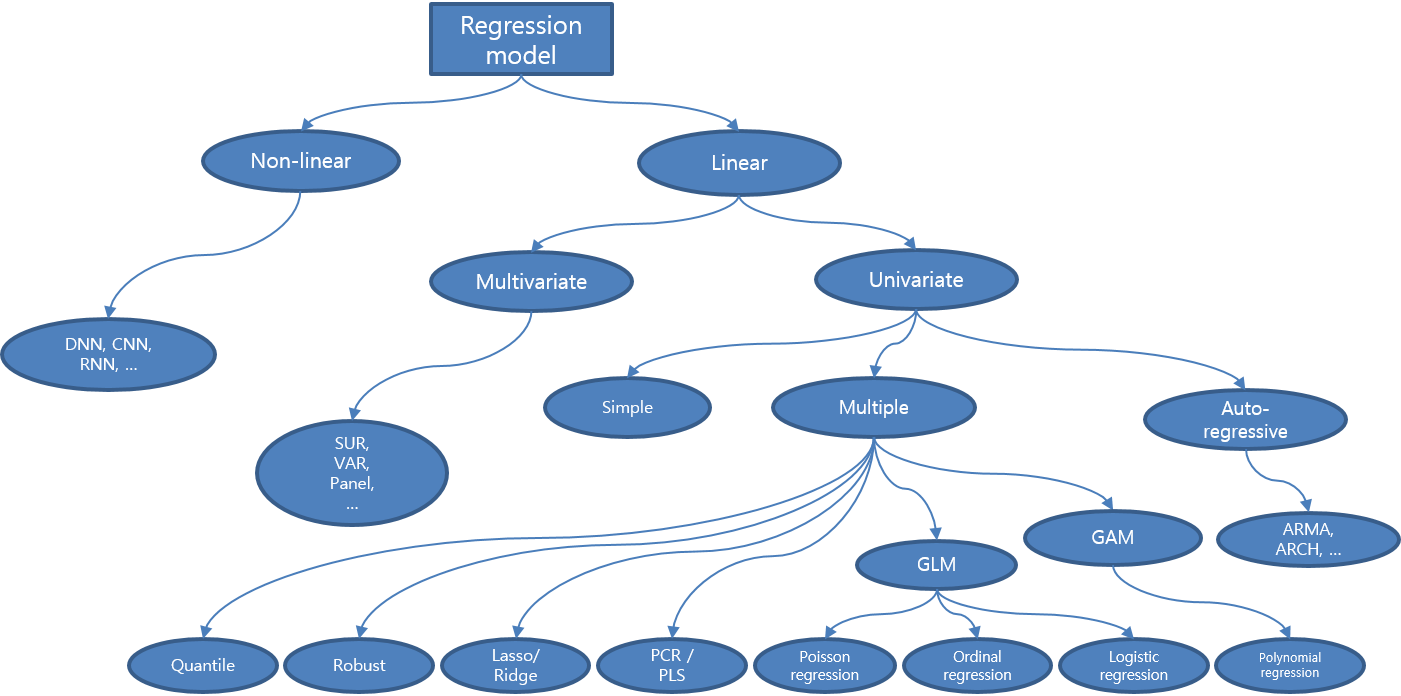 Regression
model
Non-linear
Linear
Multivariate
Univariate
DNN, CNN,
RNN, ...
Simple
Multiple
Auto-
regressive
SUR,
VAR,
Panel,
...
GLM
GAM
ARMA,
ARCH, ...
Quantile
Robust
Lasso/
Ridge
PCR /
PLS
Poisson
regression
Ordinal
regression
Logistic
regression
Polynomial
regression